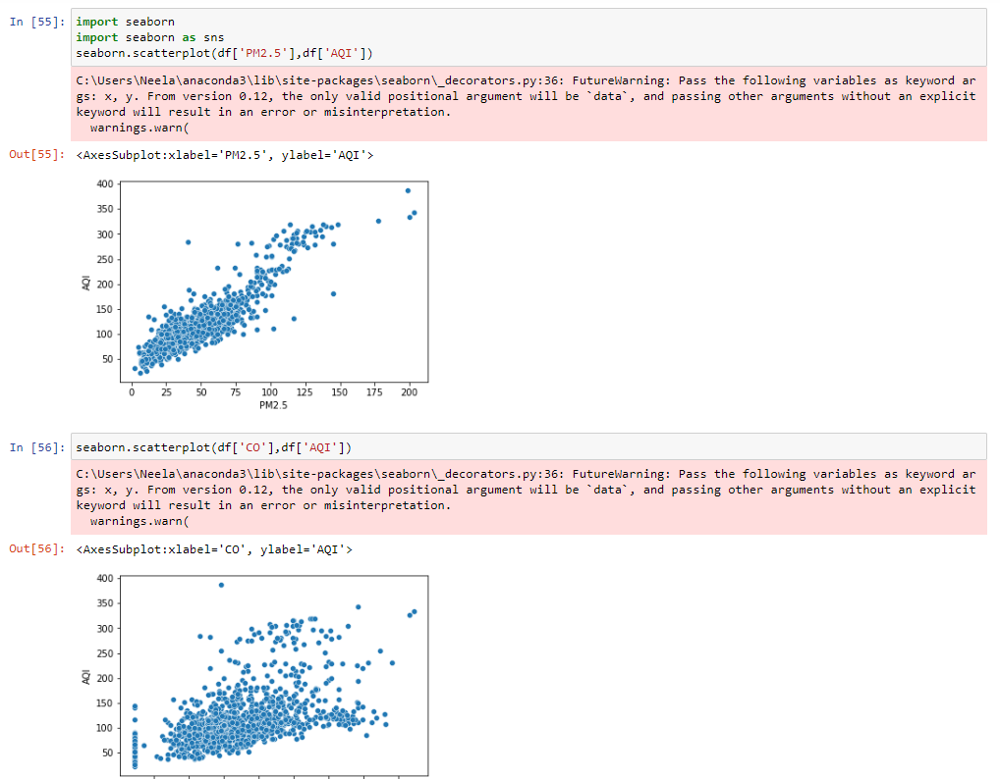 In [55]: import seaborn
import seaborn as sns
seaborn.scatterplot(df['PM2.5'],df['AQI'])
C:\Users\Neela\anaconda3\lib\site-packages\seaborn\_decorators.py:36: FutureWarning: Pass the following variables as keyword ar
gs: x, y. From version 0.12, the only valid positional argument will be `data`, and passing other arguments without an explicit
keyword will result in an error or misinterpretation.
warnings.warn(
Out[55]: <AxesSubplot:xlabel='PM2.5', ylabel='AQI'>
400
350
300
250
200
150
100
50
AQI
0 25 50 75 100 125 150 175 200
PM2.5
In [56]: seaborn.scatterplot(df['CO'],df['AQI'])
C:\Users\Neela\anaconda3\lib\site-packages\seaborn\_decorators.py:36: FutureWarning: Pass the following variables as keyword ar
gs: x, y. From version 0.12, the only valid positional argument will be `data`, and passing other arguments without an explicit
keyword will result in an error or misinterpretation.
warnings.warn(
Out[56]: <AxesSubplot:xlabel='CO', ylabel='AQI'>
400
350
300
250
200
150
100
50
AQI